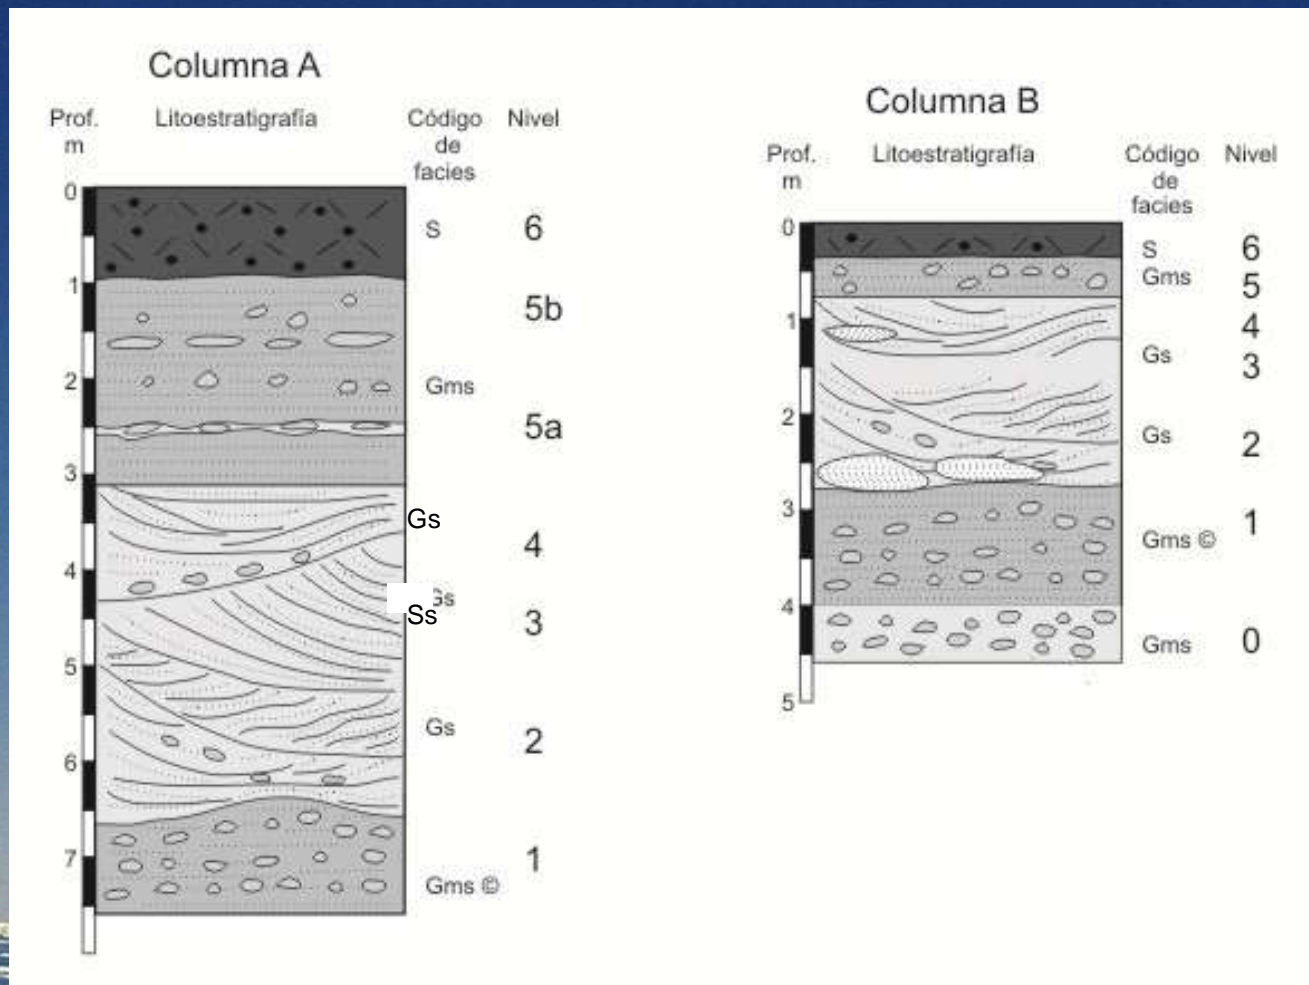 Columna A
Prof.
m
Litoestratigrafía
Código
de
facies
Nivel
0
1
2
3
4
5
6
7
S
6
5b
Gms
5a
Gs
4
Gs
Ss
3
Gs
2
1
Gms ©
Columna B
Prof.
m
Litoestratigrafía
Código
de
facies
Nivel
0
1
2
3
4
5
S
6
Gms
5
4
Gs
3
Gs
2
1
Gms ©
Gms
0